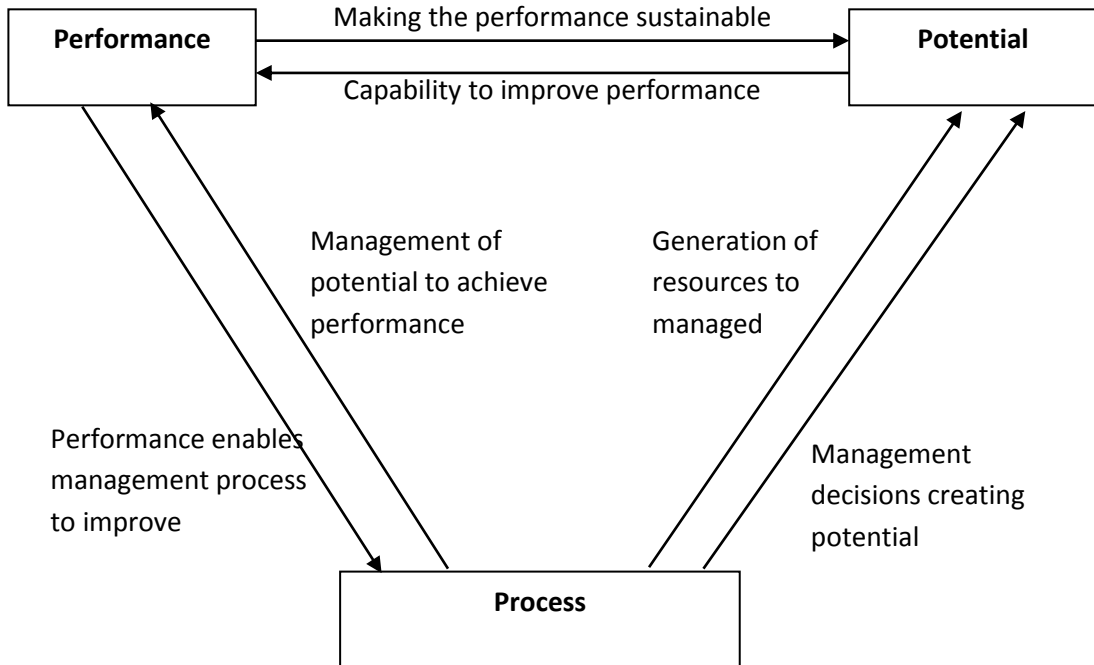 Making the performance sustainable
Performance
Potential
Capability to improve performance
Management of
potential to achieve
performance
Generation of
resources to
managed
Performance enables
management process
to improve
Management
decisions creating
potential
Process